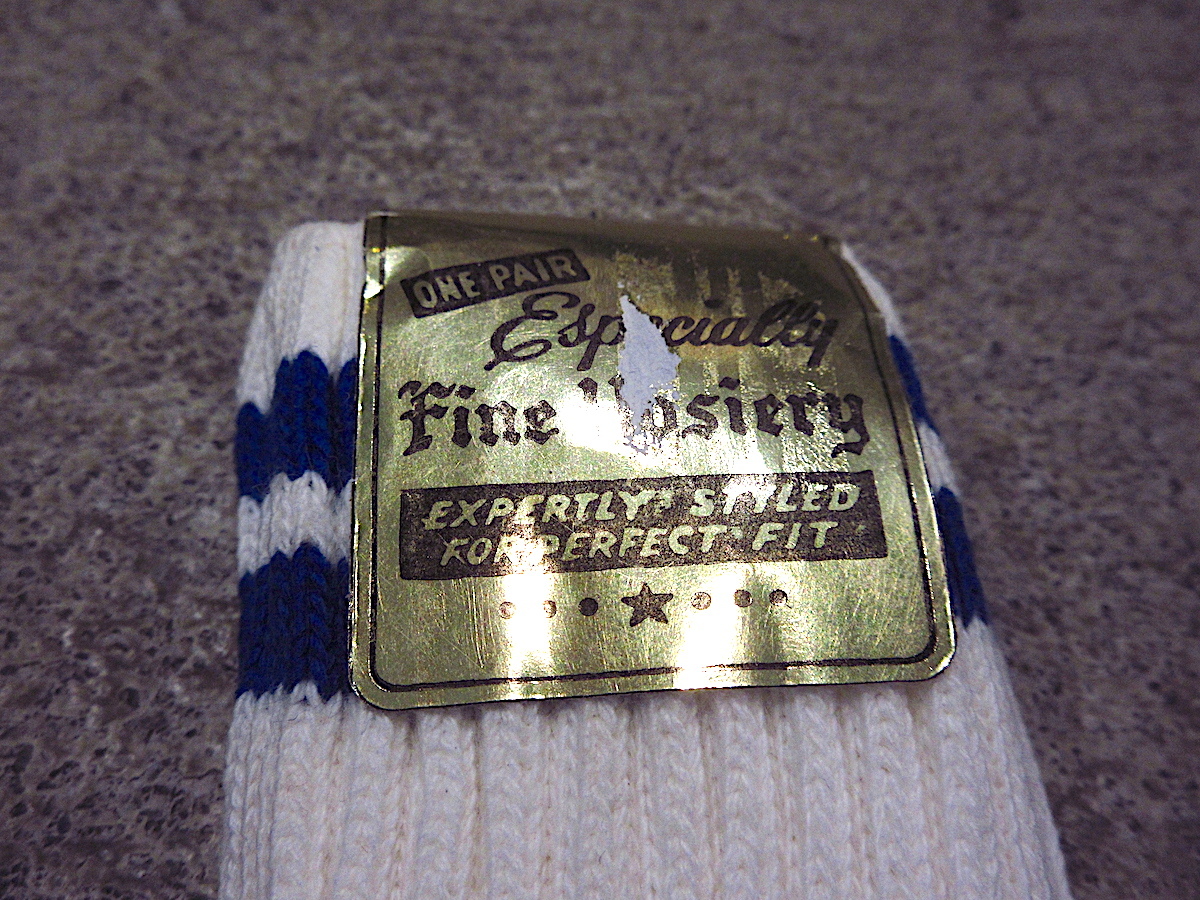 ONE PAIR
Especially
Fine Hosiery
EXPERTLY STYLED
FOR PERFECT FIT